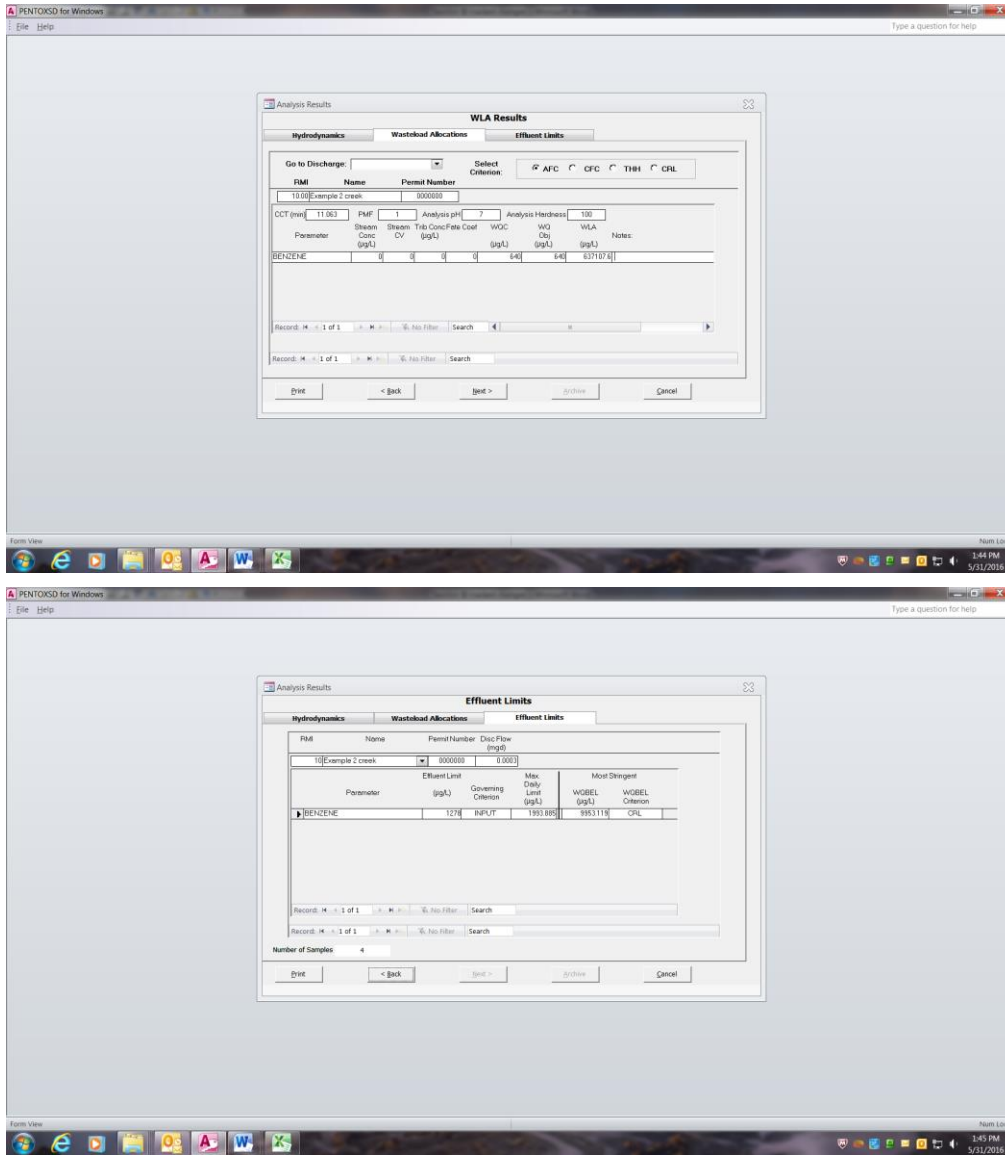 PENTOXSD for Windows
File Help Type a question for help
Analysis Results
WLA Results
Hydrodynamics Wasteload Allocations Effluent Limits
Go to Discharge: Select Criterion: AFC CFC THH CRL
RMI Name Permit Number
10.00 Example 2 creek 0000000
CCT (min) 11.063 PMF 1 Analysis pH 7 Analysis Hardness 100
Parameter Stream Conc (µg/L) Stream CV Trib Conc (µg/L) Fate Coef WQC (µg/L) WQ Obj (µg/L) WLA (µg/L) Notes:
BENZENE 0 0 0 0 640 640 637107.6
Record: 1 of 1 No Filter Search
Record: 1 of 1 No Filter Search
Print < Back Next > Archive Cancel
Form View Num Lo
1:44 PM
5/31/2016
PENTOXSD for Windows
File Help Type a question for help
Analysis Results
Effluent Limits
Hydrodynamics Wasteload Allocations Effluent Limits
RMI Name Permit Number Disc Flow (mgd)
10 Example 2 creek 0000000 0.0003
Parameter Effluent Limit (µg/L) Governing Criterion Max. Daily Limit (µg/L) Most Stringent WQBEL (µg/L) WQBEL Criterion
BENZENE 1278 INPUT 1993.885 9953.119 CRL
Record: 1 of 1 No Filter Search
Record: 1 of 1 No Filter Search
Number of Samples 4
Print < Back Next > Archive Cancel
Form View Num Lo
1:45 PM
5/31/2016